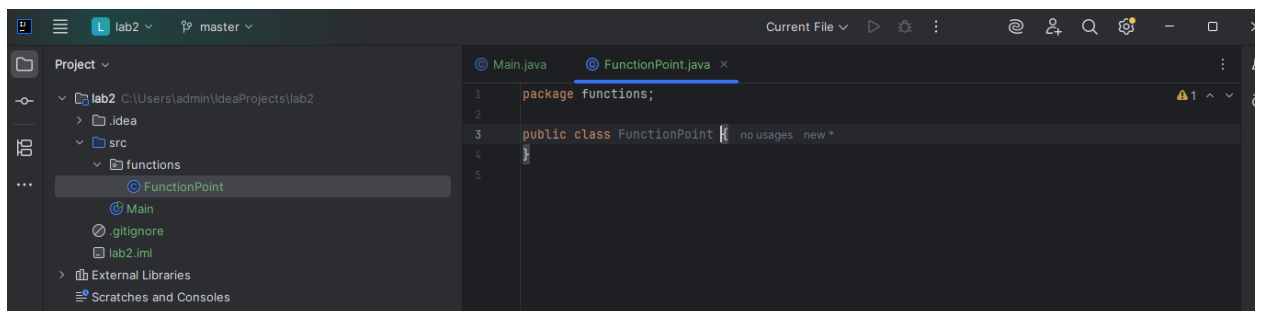 L lab2 master Current File
Project
lab2 C:\Users\admin\IdeaProjects\lab2
.idea
src
functions
FunctionPoint
Main
.gitignore
lab2.iml
External Libraries
Scratches and Consoles
Main.java FunctionPoint.java
1 package functions; 1
2
3 public class FunctionPoint { no usages new *
4 }
5